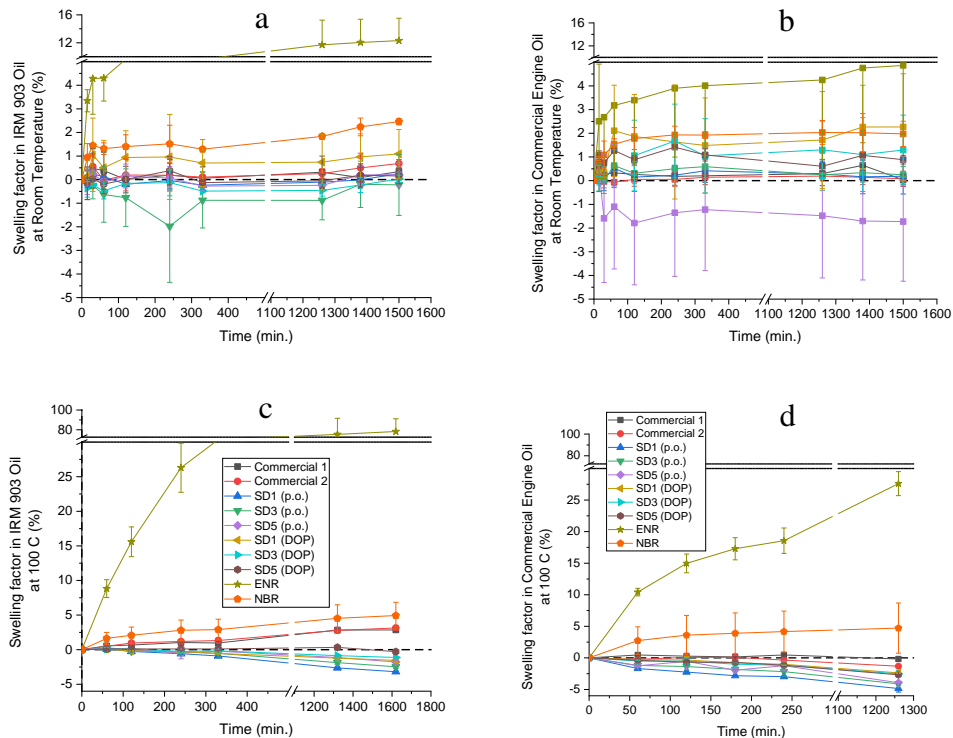 a
Swelling factor in IRM 903 Oil
at Room Temperature (%)
16
12
4
3
2
1
0
-1
-2
-3
-4
-5
0 100 200 300 400 1100 1200 1300 1400 1500 1600
Time (min.)
b
Swelling factor in Commercial Engine Oil
at Room Temperature (%)
16
12
4
3
2
1
0
-1
-2
-3
-4
-5
0 100 200 300 400 1100 1200 1300 1400 1500 1600
Time (min.)
c
Swelling factor in IRM 903 Oil
at 100 C (%)
100
80
25
20
15
10
5
0
-5
Commercial 1
Commercial 2
SD1 (p.o.)
SD3 (p.o.)
SD5 (p.o.)
SD1 (DOP)
SD3 (DOP)
SD5 (DOP)
ENR
NBR
0 100 200 300 400 1200 1400 1600 1800
Time (min.)
d
Swelling factor in Commercial Engine Oil
at 100 C (%)
100
80
25
20
15
10
5
0
-5
Commercial 1
Commercial 2
SD1 (p.o.)
SD3 (p.o.)
SD5 (p.o.)
SD1 (DOP)
SD3 (DOP)
SD5 (DOP)
ENR
NBR
0 50 100 150 200 250 1100 1200 1300
Time (min.)